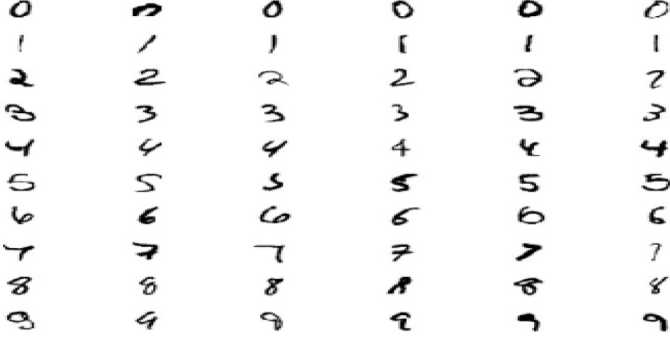 0 0 0 0 0 0
1 1 1 1 1 1
2 2 2 2 2 2
3 3 3 3 3 3
4 4 4 4 4 4
5 5 5 5 5 5
6 6 6 6 6 6
7 7 7 7 7 7
8 8 8 8 8 8
9 9 9 9 9 9